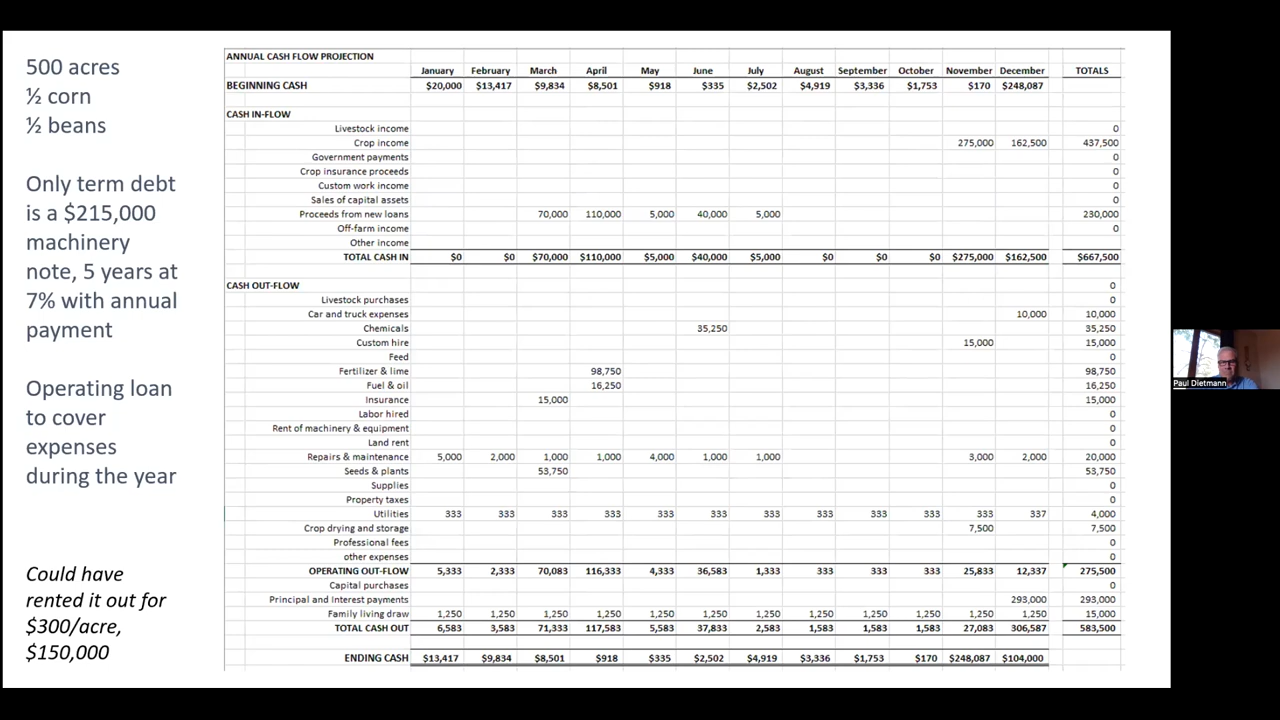 500 acres
½ corn
½ beans
Only term debt
is a $215,000
machinery
note, 5 years at
7% with annual
payment
Operating loan
to cover
expenses
during the year
Could have
rented it out for
$300/acre,
$150,000
ANNUAL CASH FLOW PROJECTION
January February March April May June July August September October November December TOTALS
BEGINNING CASH $20,000 $13,417 $9,834 $8,501 $918 $335 $2,502 $4,919 $3,336 $1,753 $170 $248,087
CASH IN-FLOW
Livestock income 0
Crop income 275,000 162,500 437,500
Government payments 0
Crop insurance proceeds 0
Custom work income 0
Sales of capital assets 0
Proceeds from new loans 70,000 110,000 5,000 40,000 5,000 230,000
Off-farm income 0
Other income
TOTAL CASH IN $0 $0 $70,000 $110,000 $5,000 $40,000 $5,000 $0 $0 $0 $275,000 $162,500 $667,500
CASH OUT-FLOW 0
Livestock purchases 0
Car and truck expenses 10,000 10,000
Chemicals 35,250 35,250
Custom hire 15,000 15,000
Feed 0
Fertilizer & lime 98,750 98,750
Fuel & oil 16,250 16,250
Insurance 15,000 15,000
Labor hired 0
Rent of machinery & equipment 0
Land rent 0
Repairs & maintenance 5,000 2,000 1,000 1,000 4,000 1,000 1,000 3,000 2,000 20,000
Seeds & plants 53,750 53,750
Supplies 0
Property taxes 0
Utilities 333 333 333 333 333 333 333 333 333 333 333 337 4,000
Crop drying and storage 7,500 7,500
Professional fees 0
other expenses 0
OPERATING OUT-FLOW 5,333 2,333 70,083 116,333 4,333 36,583 1,333 333 333 333 25,833 12,337 275,500
Capital purchases 0
Principal and Interest payments 293,000 293,000
Family living draw 1,250 1,250 1,250 1,250 1,250 1,250 1,250 1,250 1,250 1,250 1,250 1,250 15,000
TOTAL CASH OUT 6,583 3,583 71,333 117,583 5,583 37,833 2,583 1,583 1,583 1,583 27,083 306,587 583,500
ENDING CASH $13,417 $9,834 $8,501 $918 $335 $2,502 $4,919 $3,336 $1,753 $170 $248,087 $104,000
Paul Dietmann